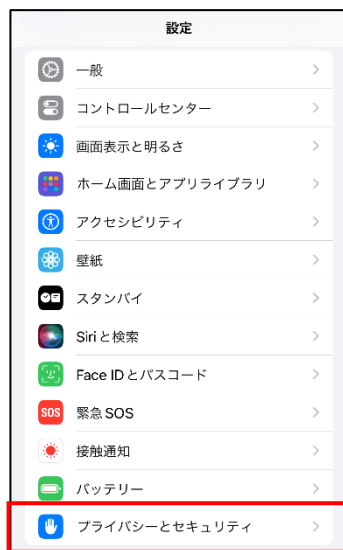 設定
一般
コントロールセンター
画面表示と明るさ
ホーム画面とアプリライブラリ
アクセシビリティ
壁紙
スタンバイ
Siriと検索
Face IDとパスコード
SOS 緊急SOS
接触通知
バッテリー
プライバシーとセキュリティ